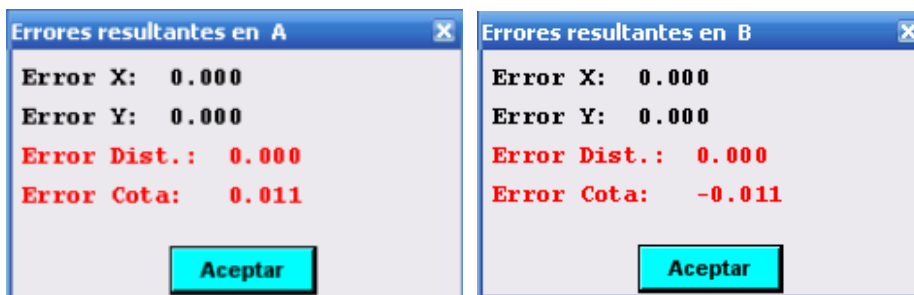 Errores resultantes en A
Error X: 0.000
Error Y: 0.000
Error Dist.: 0.000
Error Cota: 0.011
Aceptar
Errores resultantes en B
Error X: 0.000
Error Y: 0.000
Error Dist.: 0.000
Error Cota: -0.011
Aceptar